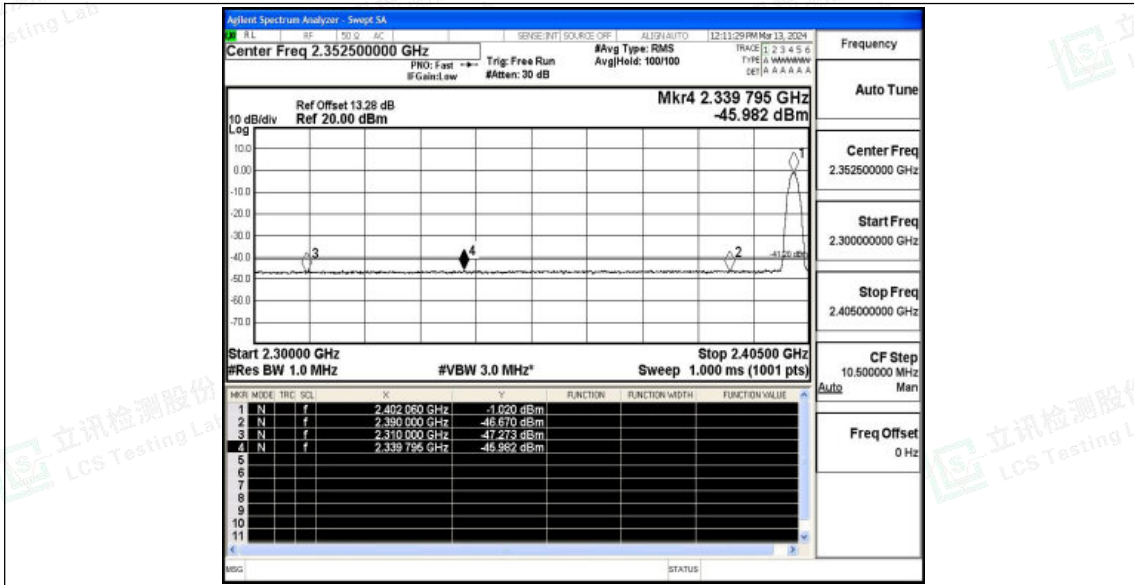 Agilent Spectrum Analyzer - Swept SA
RL RF 50 Ω AC SENSE:INT SOURCE OFF ALIGN AUTO 12:11:29 PM Mar 13, 2024
Center Freq 2.352500000 GHz
PNO: Fast
IFGain:Low
Trig: Free Run
#Atten: 30 dB
#Avg Type: RMS
Avg|Hold: 100/100
TRACE 1 2 3 4 5 6
TYPE A WWWWW
DET A A A A A A
Ref Offset 13.28 dB
10 dB/div Ref 20.00 dBm
Log
Mkr4 2.339 795 GHz
-45.982 dBm
10.0
0.00
-10.0
-20.0
-30.0
-40.0
-50.0
-60.0
-70.0
1
2
3
4
-41.20 dBm
Start 2.30000 GHz Stop 2.40500 GHz
#Res BW 1.0 MHz #VBW 3.0 MHz* Sweep 1.000 ms (1001 pts)
MKR MODE TRC SCL X Y FUNCTION FUNCTION WIDTH FUNCTION VALUE
1 N f 2.402 060 GHz -1.020 dBm
2 N f 2.390 000 GHz -46.670 dBm
3 N f 2.310 000 GHz -47.273 dBm
4 N f 2.339 795 GHz -45.982 dBm
5
6
7
8
9
10
11
MSG STATUS
Frequency
Auto Tune
Center Freq
2.352500000 GHz
Start Freq
2.300000000 GHz
Stop Freq
2.405000000 GHz
CF Step
10.500000 MHz
Auto Man
Freq Offset
0 Hz
立讯检测股份
LCS Testing Lab